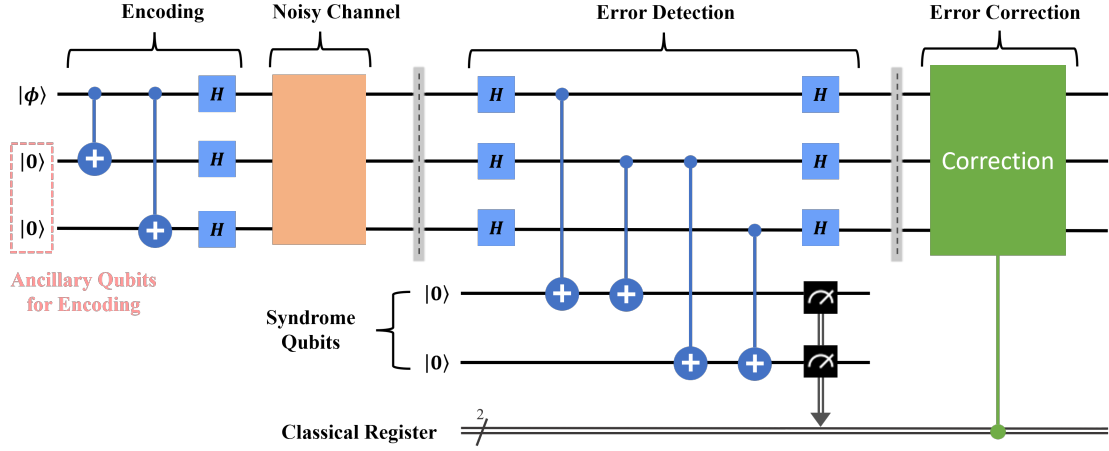 Encoding
Noisy Channel
Error Detection
Error Correction
|ϕ⟩
H
H
H
|0⟩
H
H
H
Correction
|0⟩
H
H
H
Ancillary Qubits
for Encoding
|0⟩
Syndrome
Qubits
|0⟩
2
Classical Register